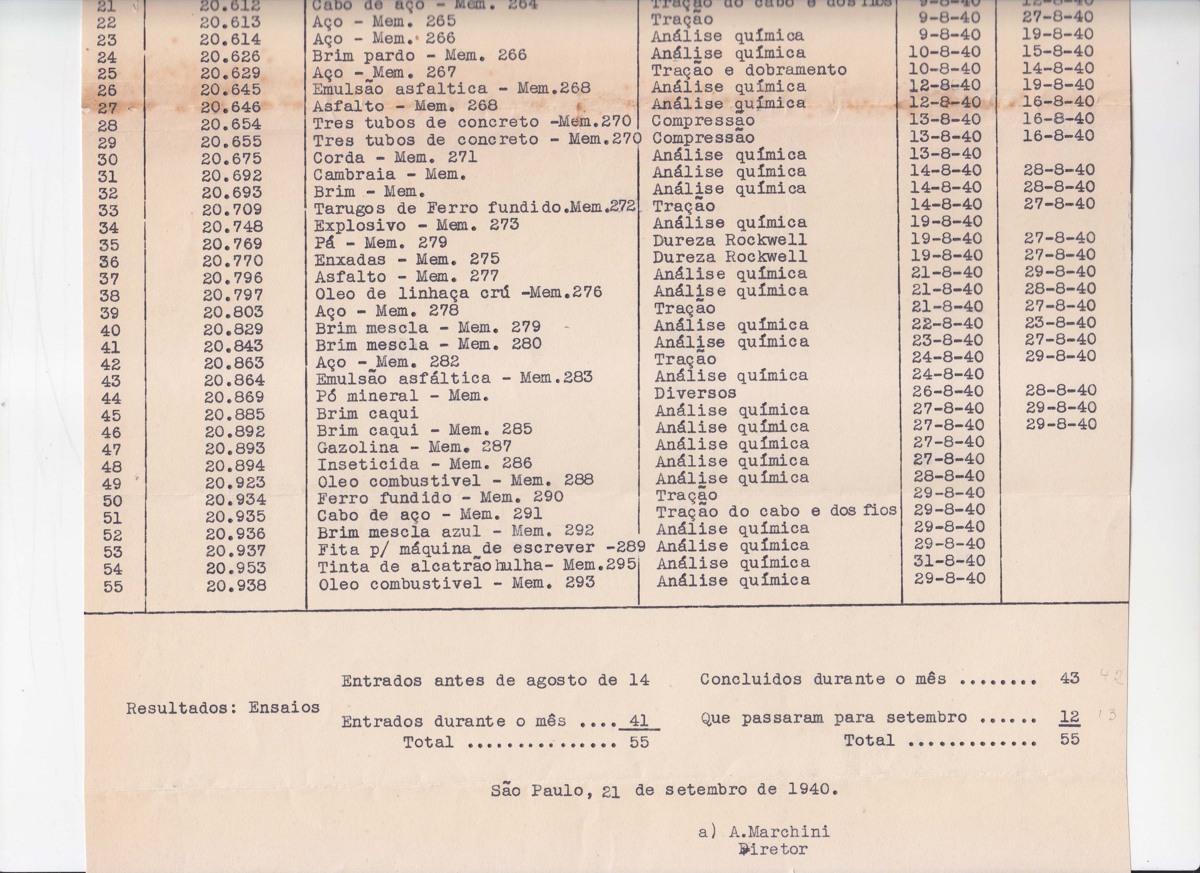 21 20.612 Cabo de aço - Mem. 264 Tração do cabo e dos fios 9-8-40 12-8-40
22 20.613 Aço - Mem. 265 Tração 9-8-40 27-8-40
23 20.614 Aço - Mem. 266 Análise química 9-8-40 19-8-40
24 20.626 Brim pardo - Mem. 266 Análise química 10-8-40 15-8-40
25 20.629 Aço - Mem. 267 Tração e dobramento 10-8-40 14-8-40
26 20.645 Emulsão asfaltica - Mem.268 Análise química 12-8-40 19-8-40
27 20.646 Asfalto - Mem. 268 Análise química 12-8-40 16-8-40
28 20.654 Tres tubos de concreto -Mem.270 Compressão 13-8-40 16-8-40
29 20.655 Tres tubos de concreto - Mem.270 Compressão 13-8-40 16-8-40
30 20.675 Corda - Mem. 271 Análise química 13-8-40
31 20.692 Cambraia - Mem. Análise química 14-8-40 28-8-40
32 20.693 Brim - Mem. Análise química 14-8-40 28-8-40
33 20.709 Tarugos de Ferro fundido.Mem.272 Tração 14-8-40 27-8-40
34 20.748 Explosivo - Mem. 273 Análise química 19-8-40
35 20.769 Pá - Mem. 279 Dureza Rockwell 19-8-40 27-8-40
36 20.770 Enxadas - Mem. 275 Dureza Rockwell 19-8-40 27-8-40
37 20.796 Asfalto - Mem. 277 Análise química 21-8-40 29-8-40
38 20.797 Oleo de linhaça crú -Mem.276 Análise química 21-8-40 28-8-40
39 20.803 Aço - Mem. 278 Tração 21-8-40 27-8-40
40 20.829 Brim mescla - Mem. 279 Análise química 22-8-40 23-8-40
41 20.843 Brim mescla - Mem. 280 Análise química 23-8-40 27-8-40
42 20.863 Aço - Mem. 282 Tração 24-8-40 29-8-40
43 20.864 Emulsão asfáltica - Mem.283 Análise química 24-8-40
44 20.869 Pó mineral - Mem. Diversos 26-8-40 28-8-40
45 20.885 Brim caqui Análise química 27-8-40 29-8-40
46 20.892 Brim caqui - Mem. 285 Análise química 27-8-40 29-8-40
47 20.893 Gazolina - Mem. 287 Análise química 27-8-40
48 20.894 Inseticida - Mem. 286 Análise química 27-8-40
49 20.923 Oleo combustivel - Mem. 288 Análise química 28-8-40
50 20.934 Ferro fundido - Mem. 290 Tração 29-8-40
51 20.935 Cabo de aço - Mem. 291 Tração do cabo e dos fios 29-8-40
52 20.936 Brim mescla azul - Mem. 292 Análise química 29-8-40
53 20.937 Fita p/ máquina de escrever -289 Análise química 29-8-40
54 20.953 Tinta de alcatrão hulha- Mem.295 Análise química 31-8-40
55 20.938 Oleo combustivel - Mem. 293 Análise química 29-8-40
Entrados antes de agosto de 14 Concluidos durante o mês ........ 43 42
Resultados: Ensaios
Entrados durante o mês .... 41 Que passaram para setembro ...... 12 13
Total ............... 55 Total ............. 55
São Paulo, 21 de setembro de 1940.
a) A.Marchini
Diretor